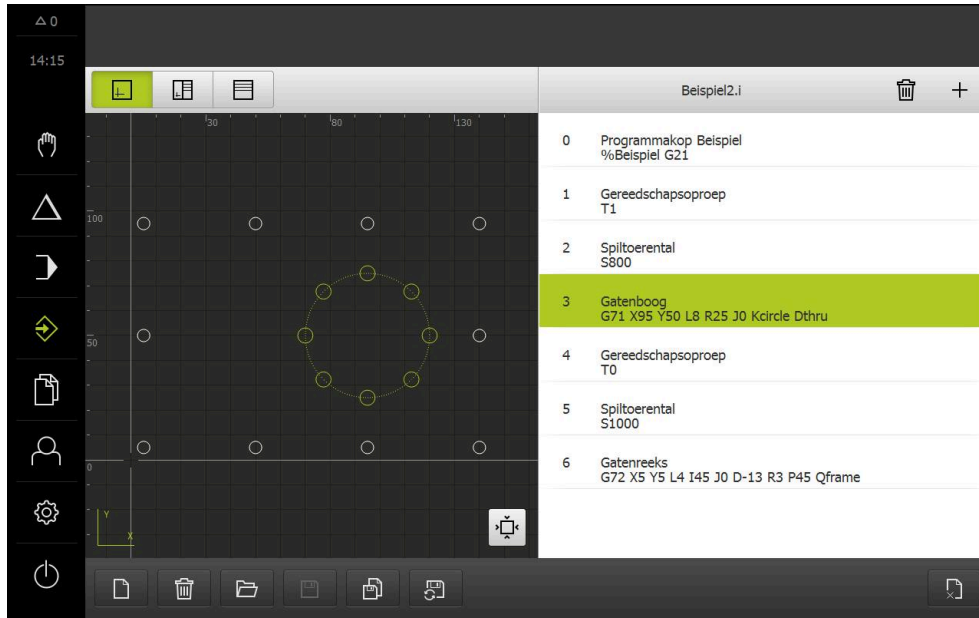 △ 0
14:15
Beispiel2.i
30 80 130
100
50
0
Y
X
0 Programmakop Beispiel
%Beispiel G21
1 Gereedschapsoproep
T1
2 Spiltoerental
S800
3 Gatenboog
G71 X95 Y50 L8 R25 J0 Kcircle Dthru
4 Gereedschapsoproep
T0
5 Spiltoerental
S1000
6 Gatenreeks
G72 X5 Y5 L4 I45 J0 D-13 R3 P45 Qframe